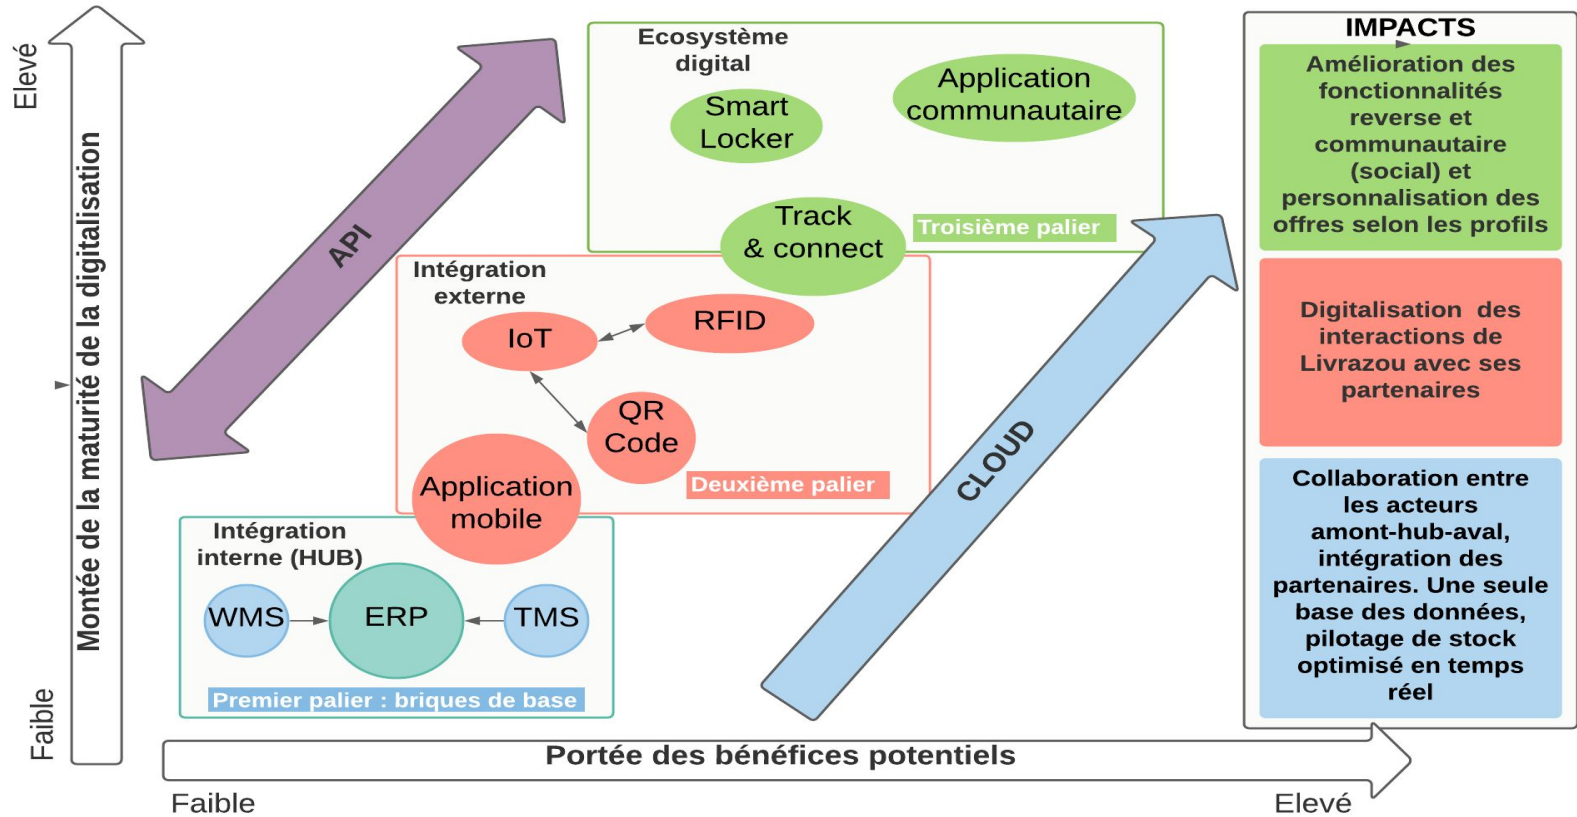 Elevé
Montée de la maturité de la digitalisation
Faible
API
Ecosystème
digital
Smart
Locker
Application
communautaire
Track
& connect
Troisième palier
Intégration
externe
IoT
RFID
QR
Code
Application
mobile
Deuxième palier
Intégration
interne (HUB)
WMS
ERP
TMS
Premier palier : briques de base
CLOUD
Portée des bénéfices potentiels
Faible
Elevé
IMPACTS
Amélioration des
fonctionnalités
reverse et
communautaire
(social) et
personnalisation des
offres selon les profils
Digitalisation des
interactions de
Livrazou avec ses
partenaires
Collaboration entre
les acteurs
amont-hub-aval,
intégration des
partenaires. Une seule
base des données,
pilotage de stock
optimisé en temps
réel